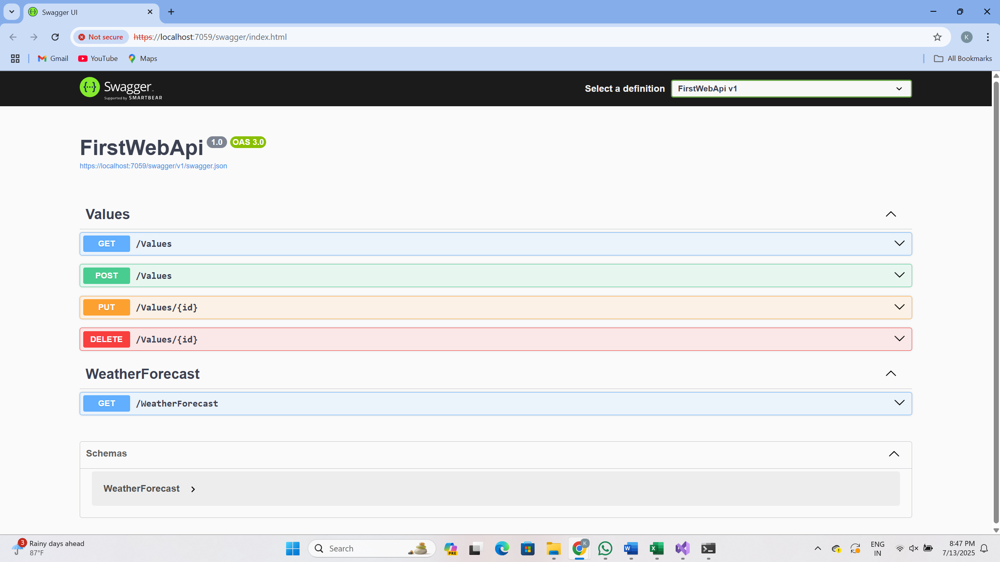 Swagger UI
Not secure https://localhost:7059/swagger/index.html K
Gmail YouTube Maps All Bookmarks
Swagger
Supported by SMARTBEAR
Select a definition FirstWebApi v1
FirstWebApi 1.0 OAS 3.0
https://localhost:7059/swagger/v1/swagger.json
Values
GET /Values
POST /Values
PUT /Values/{id}
DELETE /Values/{id}
WeatherForecast
GET /WeatherForecast
Schemas
WeatherForecast
3 Rainy days ahead
87°F
Search
PRE
K
W
X
ENG
IN
8:47 PM
7/13/2025